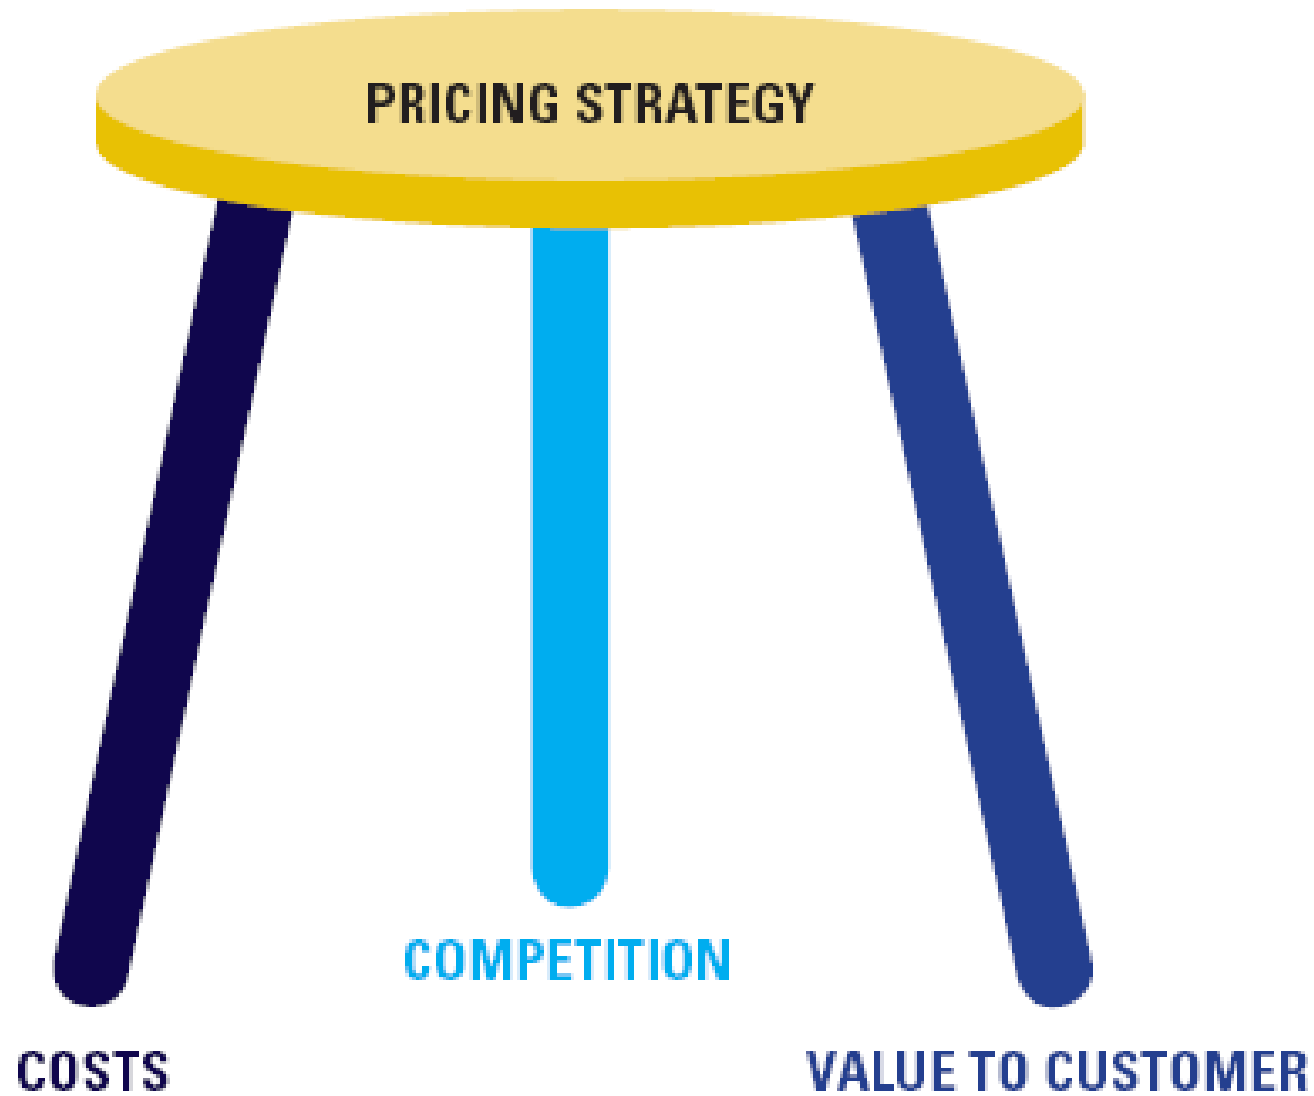 PRICING STRATEGY
COMPETITION
COSTS
VALUE TO CUSTOMER